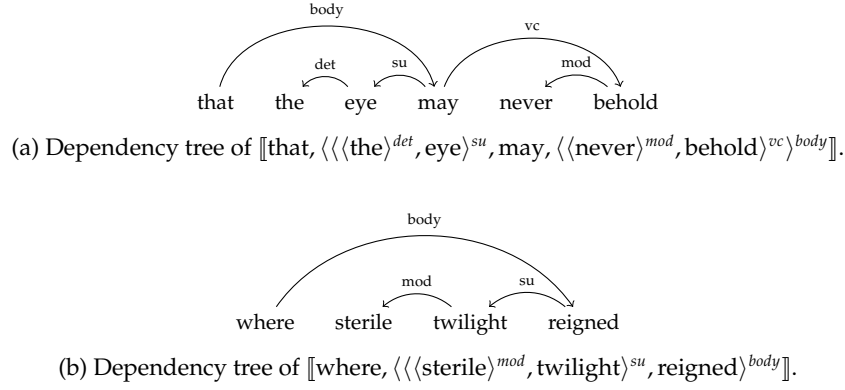 body
vc
det su mod
that the eye may never behold
(a) Dependency tree of ⟦that, ⟨⟨⟨the⟩^det, eye⟩^su, may, ⟨⟨never⟩^mod, behold⟩^vc⟩^body⟧.
body
mod su
where sterile twilight reigned
(b) Dependency tree of ⟦where, ⟨⟨⟨sterile⟩^mod, twilight⟩^su, reigned⟩^body⟧.